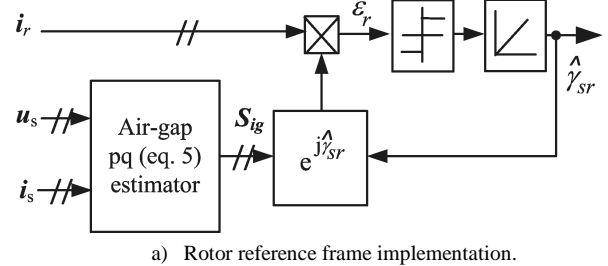 i_r
ε_r
γ̂_sr
u_s
i_s
Air-gap
pq (eq. 5)
estimator
S_ig
e^jγ̂_sr
a) Rotor reference frame implementation.